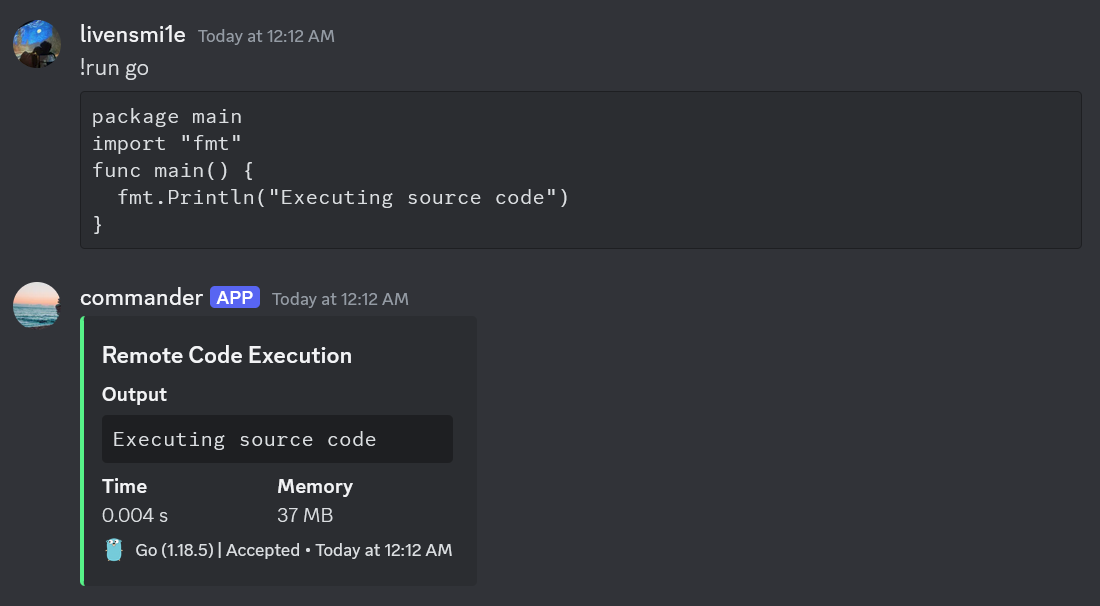 livensmi1e Today at 12:12 AM
!run go
package main
import "fmt"
func main() {
  fmt.Println("Executing source code")
}
commander APP Today at 12:12 AM
Remote Code Execution
Output
Executing source code
Time Memory
0.004 s 37 MB
Go (1.18.5) | Accepted • Today at 12:12 AM